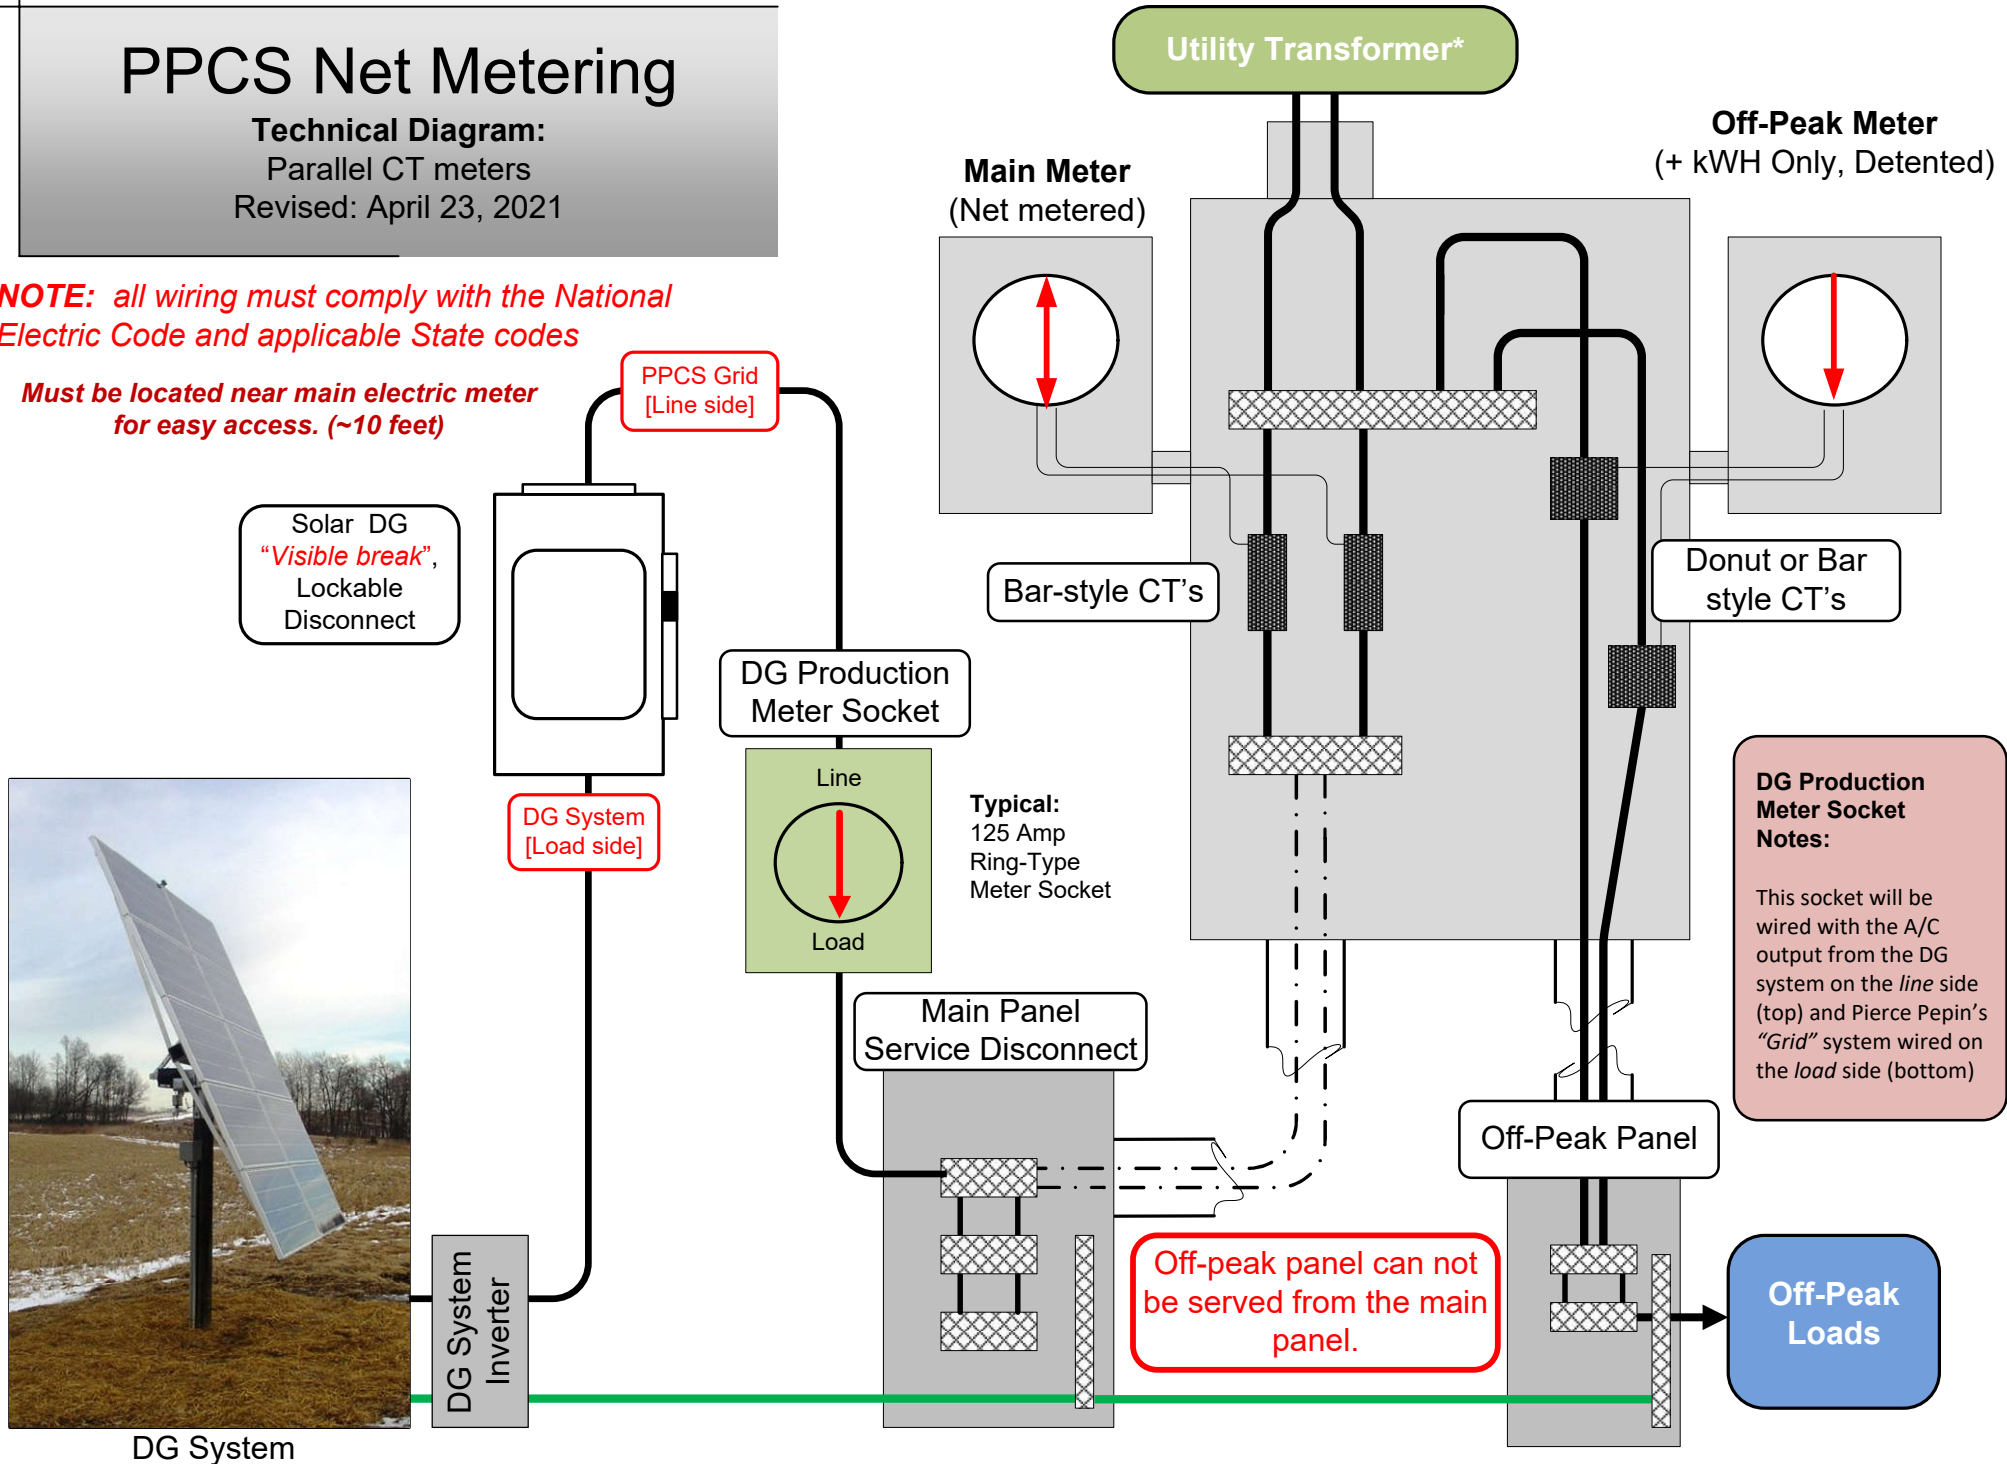 PPCS Net Metering
Technical Diagram:
Parallel CT meters
Revised: April 23, 2021
NOTE: all wiring must comply with the National
Electric Code and applicable State codes
Must be located near main electric meter
for easy access. (~10 feet)
Utility Transformer*
Main Meter
(Net metered)
Off-Peak Meter
(+ kWH Only, Detented)
PPCS Grid
[Line side]
Solar DG
“Visible break”,
Lockable
Disconnect
Bar-style CT’s
Donut or Bar
style CT’s
DG Production
Meter Socket
DG System
[Load side]
Line
Load
Typical:
125 Amp
Ring-Type
Meter Socket
DG Production
Meter Socket
Notes:
This socket will be
wired with the A/C
output from the DG
system on the line side
(top) and Pierce Pepin’s
“Grid” system wired on
the load side (bottom)
Main Panel
Service Disconnect
Off-Peak Panel
Off-peak panel can not
be served from the main
panel.
Off-Peak
Loads
DG System
Inverter
DG System